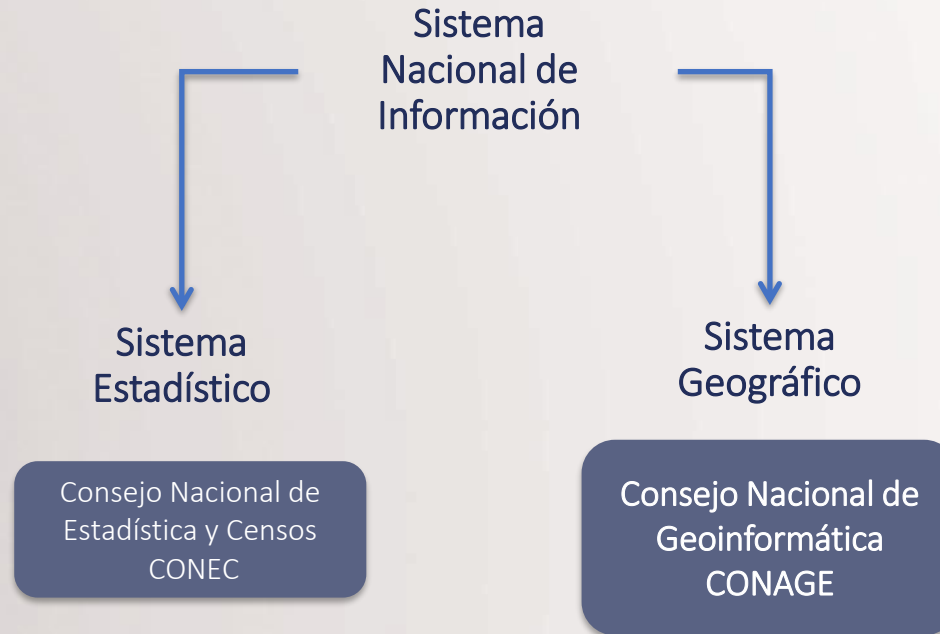 Sistema
Nacional de
Información
Sistema
Estadístico
Sistema
Geográfico
Consejo Nacional de
Estadística y Censos
CONEC
Consejo Nacional de
Geoinformática
CONAGE